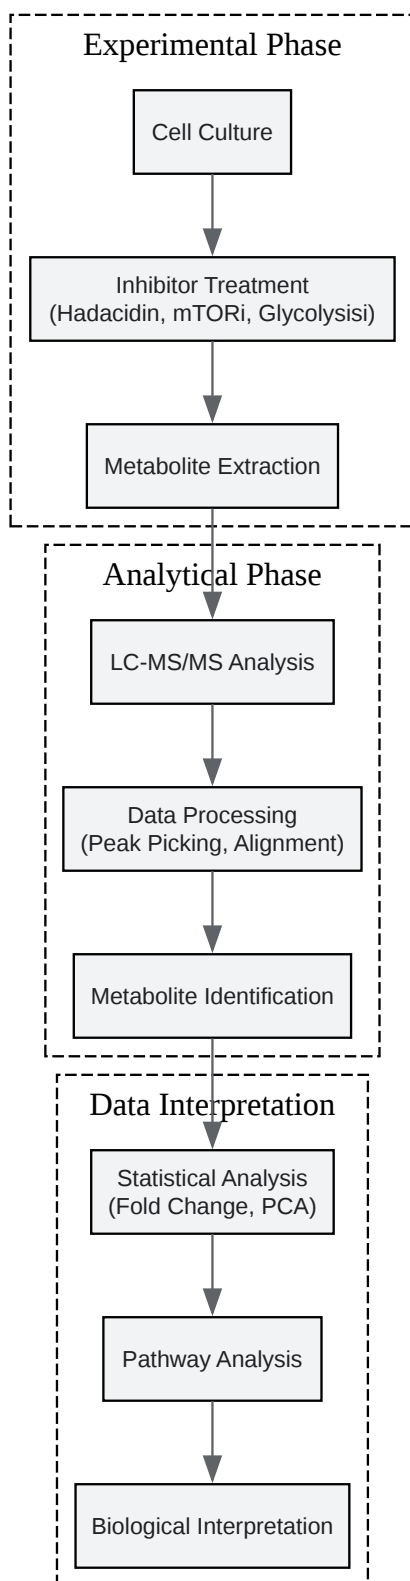 Experimental Phase
Cell Culture
Inhibitor Treatment
(Hadacidin, mTORi, Glycolysisi)
Metabolite Extraction
Analytical Phase
LC-MS/MS Analysis
Data Processing
(Peak Picking, Alignment)
Metabolite Identification
Data Interpretation
Statistical Analysis
(Fold Change, PCA)
Pathway Analysis
Biological Interpretation